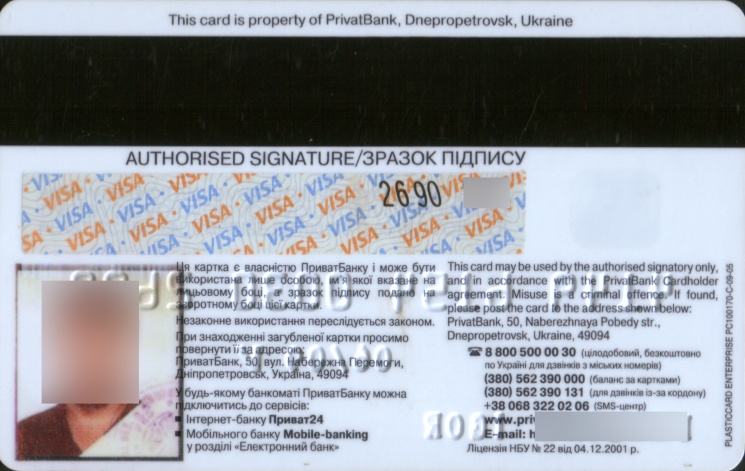 This card is property of PrivatBank, Dnepropetrovsk, Ukraine
AUTHORISED SIGNATURE/ЗРАЗОК ПІДПИСУ
VISA VISA VISA VISA VISA VISA
2690
Ця картка є власністю ПриватБанку і може бути
використана лише особою, ім'я якої вказане на
лицьовому боці, а зразок підпису подано на
зворотному боці цієї картки.
Незаконне використання переслідується законом.
При знаходженні загубленої картки просимо
повернути її за адресою:
ПриватБанк, 50, вул. Набережна Перемоги,
Дніпропетровськ, Україна, 49094
У будь-якому банкоматі ПриватБанку можна
підключитись до сервісів:
Інтернет-банку Приват24
Мобільного банку Mobile-banking
у розділі «Електронний банк»
This card may be used by the authorised signatory only,
and in accordance with the PrivatBank Cardholder
agreement. Misuse is a criminal offence. If found,
please post the card to the address shown below:
PrivatBank, 50, Naberezhnaya Pobedy str.,
Dnepropetrovsk, Ukraine, 49094
8 800 500 00 30 (цілодобовий, безкоштовно
по Україні для дзвінків з міських номерів)
(380) 562 390 000 (баланс за картками)
(380) 562 390 131 (для дзвінків із-за кордону)
+38 068 322 02 06 (SMS-центр)
www.pri
E-mail: h
Ліцензія НБУ № 22 від 04.12.2001 р.
PLASTICCARD ENTERPRISE PC100170-C-09-05